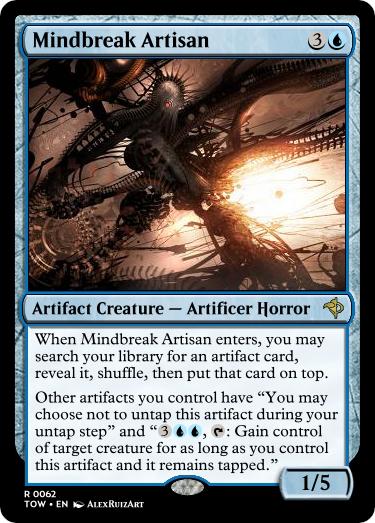 Mindbreak Artisan 3
Artifact Creature — Artificer Horror
When Mindbreak Artisan enters, you may
search your library for an artifact card,
reveal it, shuffle, then put that card on top.
Other artifacts you control have “You may
choose not to untap this artifact during your
untap step” and “3, : Gain control
of target creature for as long as you control
this artifact and it remains tapped.”
1/5
R 0062
TOW • EN AlexRuizArt